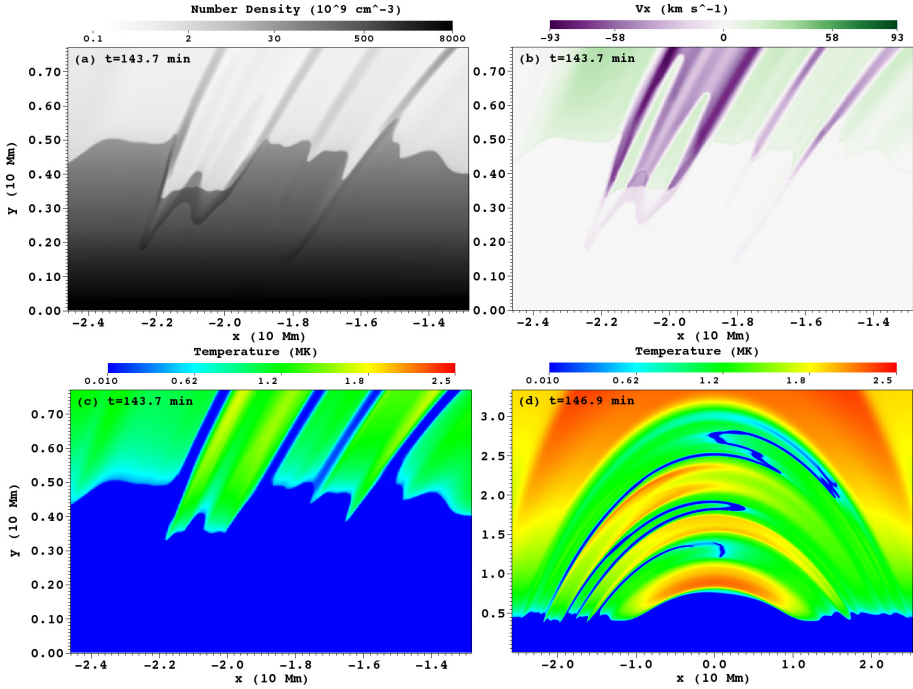 Number Density (10^9 cm^-3)
0.1 2 30 500 8000
(a) t=143.7 min
0.70
0.60
0.50
0.40
0.30
0.20
0.10
0.00
y (10 Mm)
-2.4 -2.2 -2.0 -1.8 -1.6 -1.4
x (10 Mm)
Vx (km s^-1)
-93 -58 0 58 93
(b) t=143.7 min
0.70
0.60
0.50
0.40
0.30
0.20
0.10
0.00
-2.4 -2.2 -2.0 -1.8 -1.6 -1.4
x (10 Mm)
Temperature (MK)
0.010 0.62 1.2 1.8 2.5
(c) t=143.7 min
0.70
0.60
0.50
0.40
0.30
0.20
0.10
0.00
y (10 Mm)
-2.4 -2.2 -2.0 -1.8 -1.6 -1.4
x (10 Mm)
Temperature (MK)
0.010 0.62 1.2 1.8 2.5
(d) t=146.9 min
3.0
2.5
2.0
1.5
1.0
0.5
-2.0 -1.0 0.0 1.0 2.0
x (10 Mm)